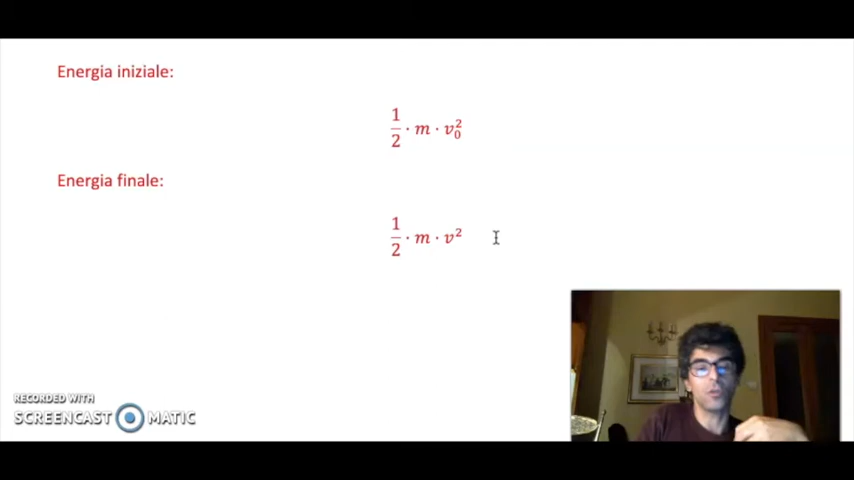 Energia iniziale:
1/2 · m · v₀²
Energia finale:
1/2 · m · v²
RECORDED WITH
SCREENCAST MATIC